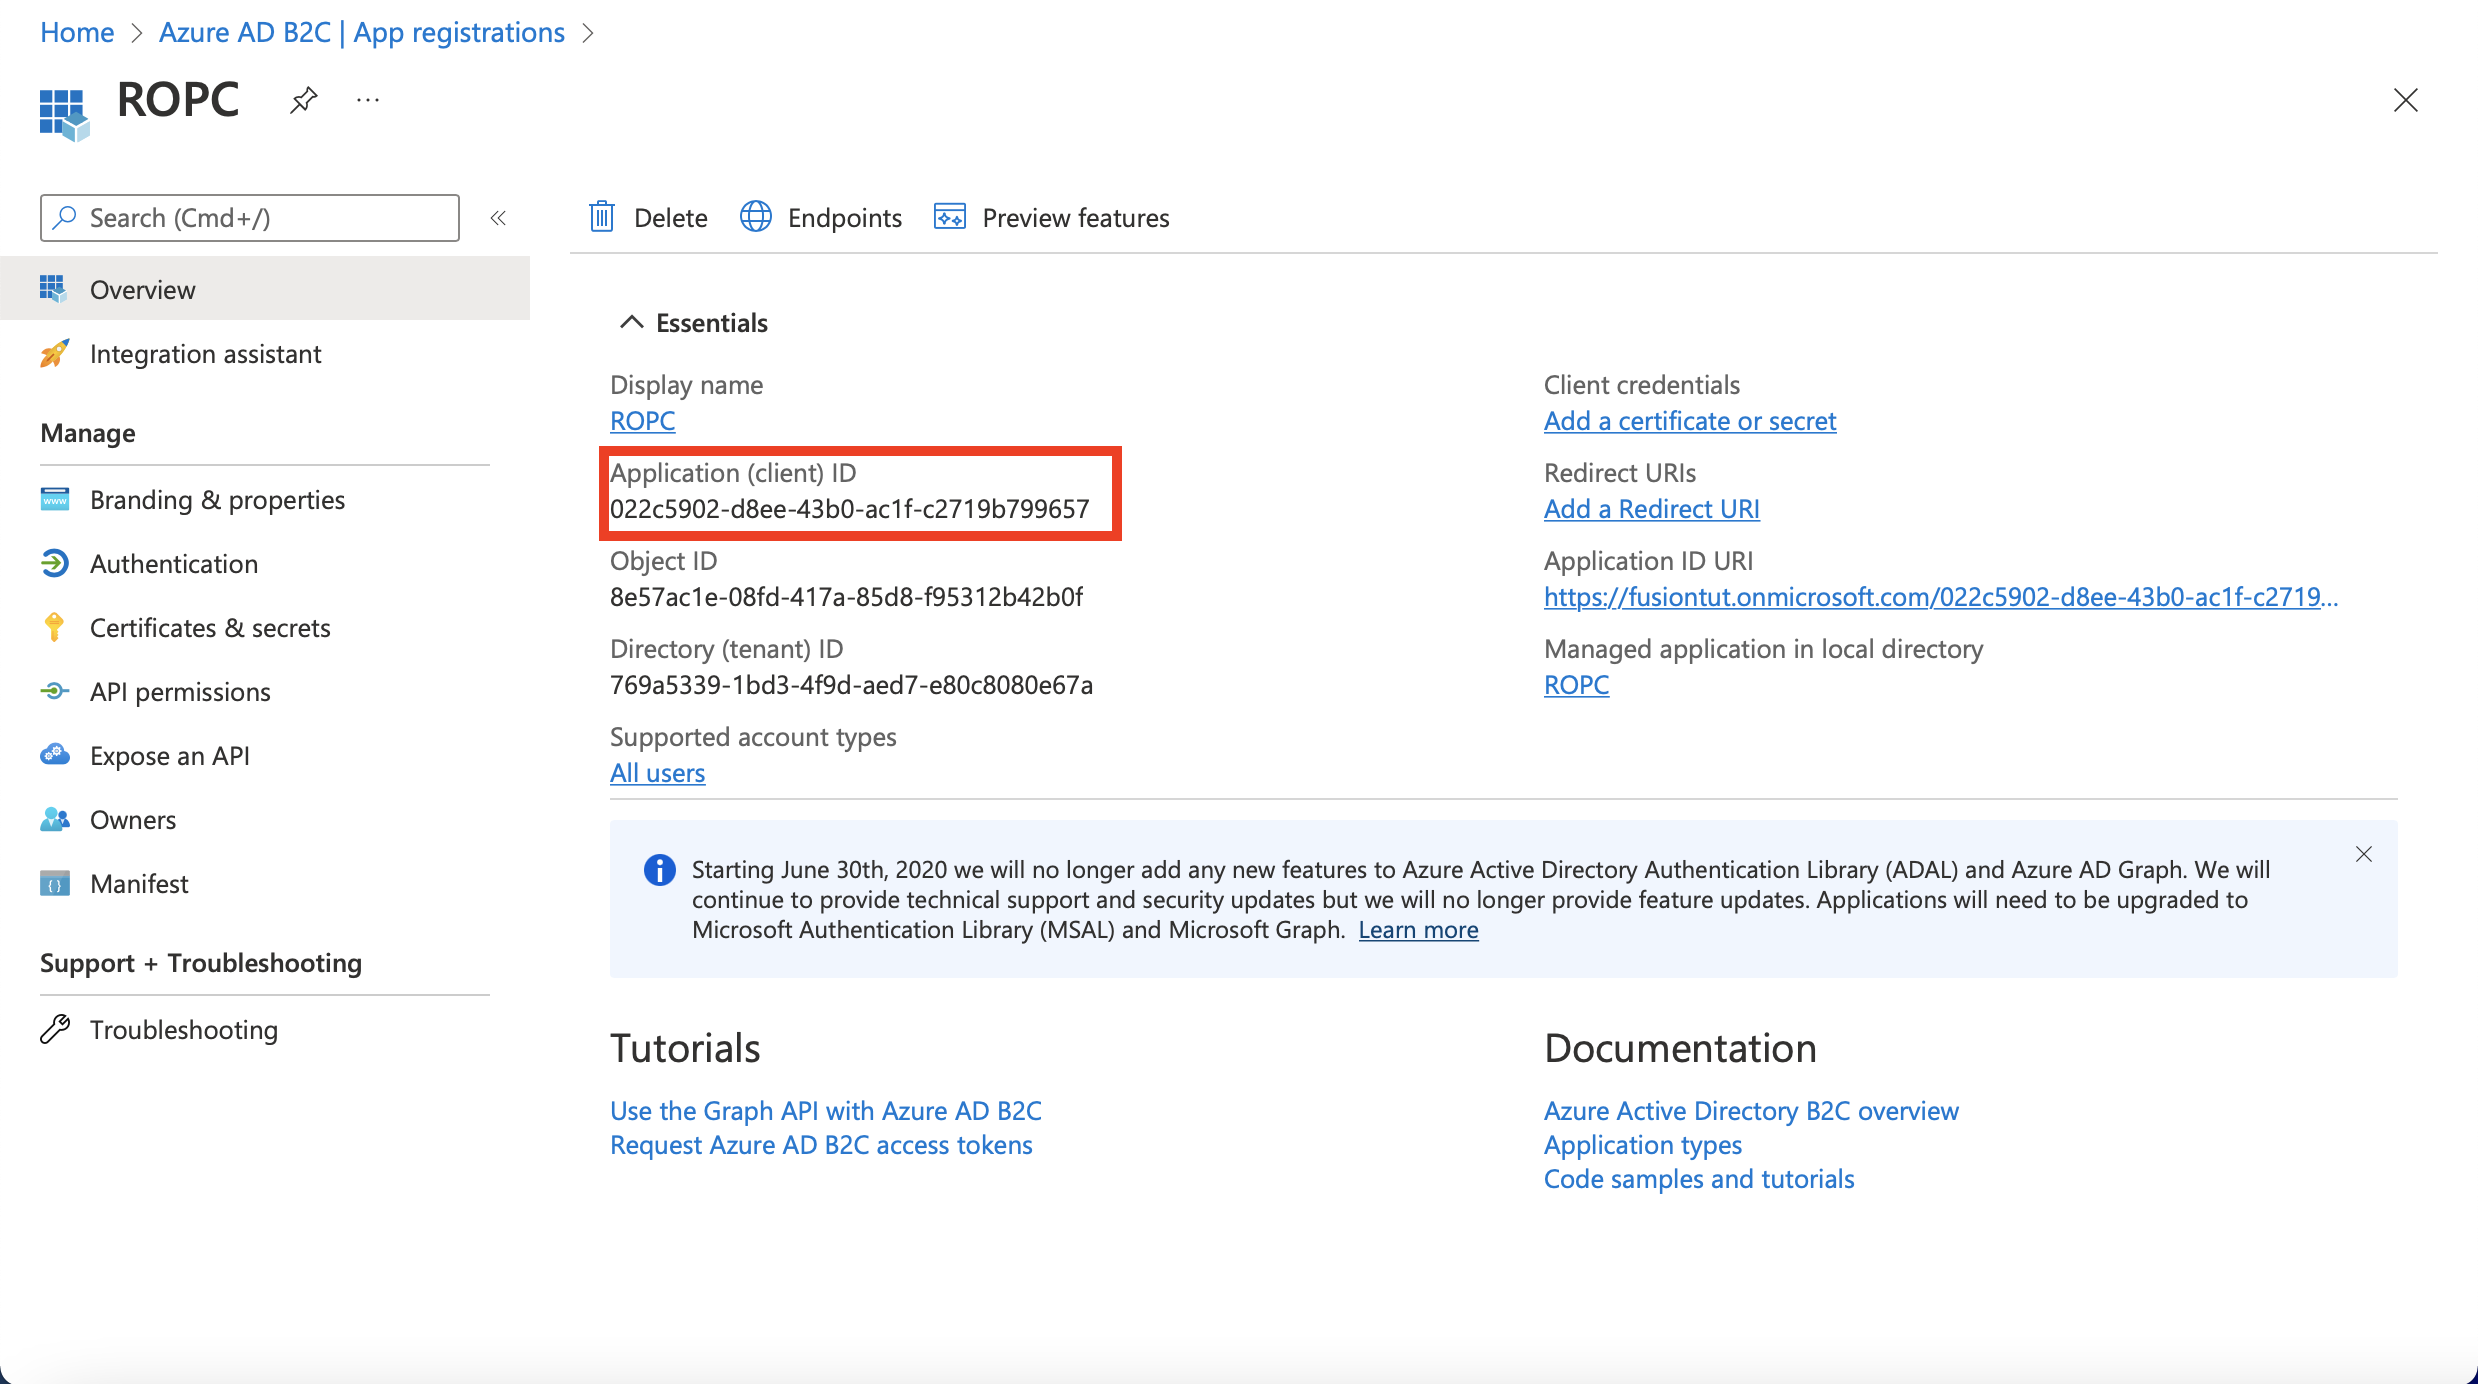 Home > Azure AD B2C | App registrations >
ROPC ...
Search (Cmd+/) «
Overview
Integration assistant
Manage
Branding & properties
Authentication
Certificates & secrets
API permissions
Expose an API
Owners
Manifest
Support + Troubleshooting
Troubleshooting
Delete Endpoints Preview features
Essentials
Display name
ROPC
Application (client) ID
022c5902-d8ee-43b0-ac1f-c2719b799657
Object ID
8e57ac1e-08fd-417a-85d8-f95312b42b0f
Directory (tenant) ID
769a5339-1bd3-4f9d-aed7-e80c8080e67a
Supported account types
All users
Client credentials
Add a certificate or secret
Redirect URIs
Add a Redirect URI
Application ID URI
https://fusiontut.onmicrosoft.com/022c5902-d8ee-43b0-ac1f-c2719...
Managed application in local directory
ROPC
Starting June 30th, 2020 we will no longer add any new features to Azure Active Directory Authentication Library (ADAL) and Azure AD Graph. We will
continue to provide technical support and security updates but we will no longer provide feature updates. Applications will need to be upgraded to
Microsoft Authentication Library (MSAL) and Microsoft Graph. Learn more
Tutorials
Use the Graph API with Azure AD B2C
Request Azure AD B2C access tokens
Documentation
Azure Active Directory B2C overview
Application types
Code samples and tutorials